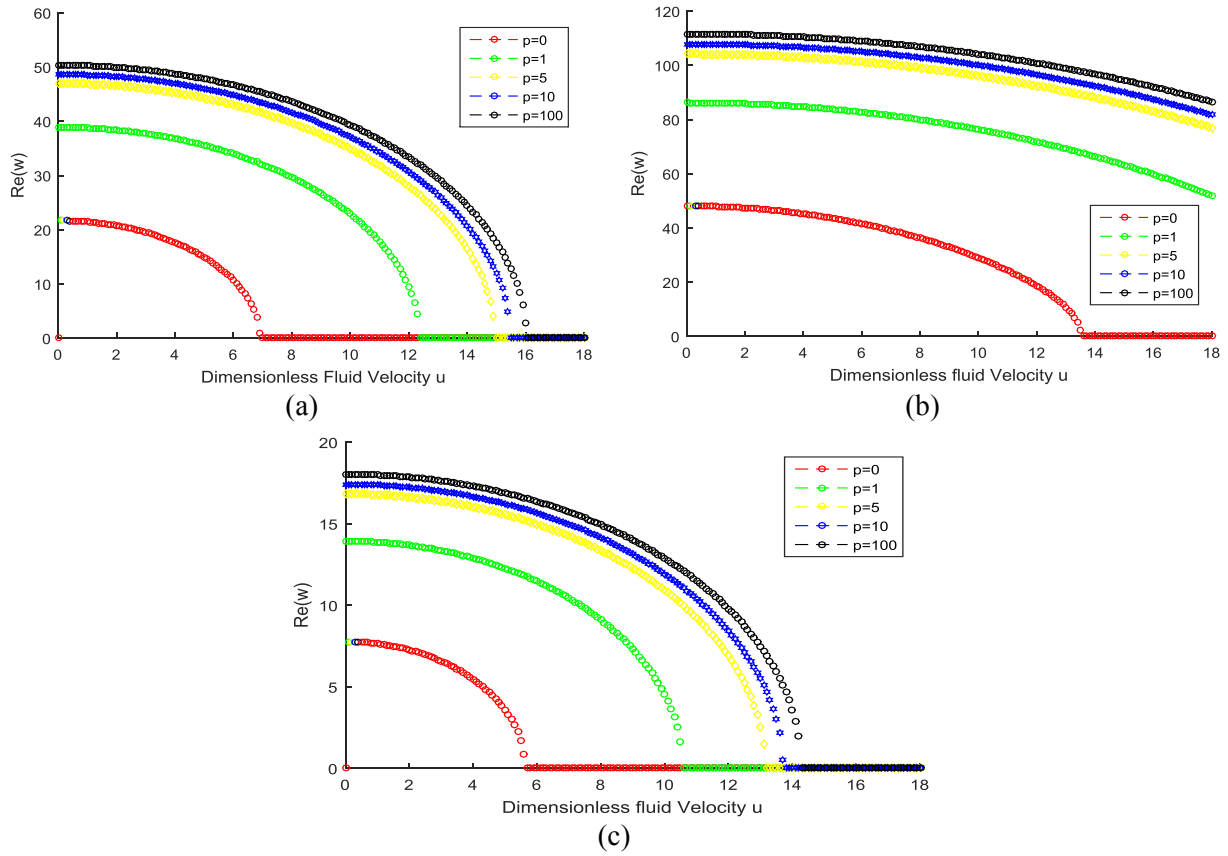 60
50
40
30
20
10
0
Re(w)
0 2 4 6 8 10 12 14 16 18
Dimensionless Fluid Velocity u
p=0
p=1
p=5
p=10
p=100
(a)
120
100
80
60
40
20
0
Re(w)
0 2 4 6 8 10 12 14 16 18
Dimensionless fluid Velocity u
p=0
p=1
p=5
p=10
p=100
(b)
20
15
10
5
0
Re(w)
0 2 4 6 8 10 12 14 16 18
Dimensionless fluid Velocity u
p=0
p=1
p=5
p=10
p=100
(c)